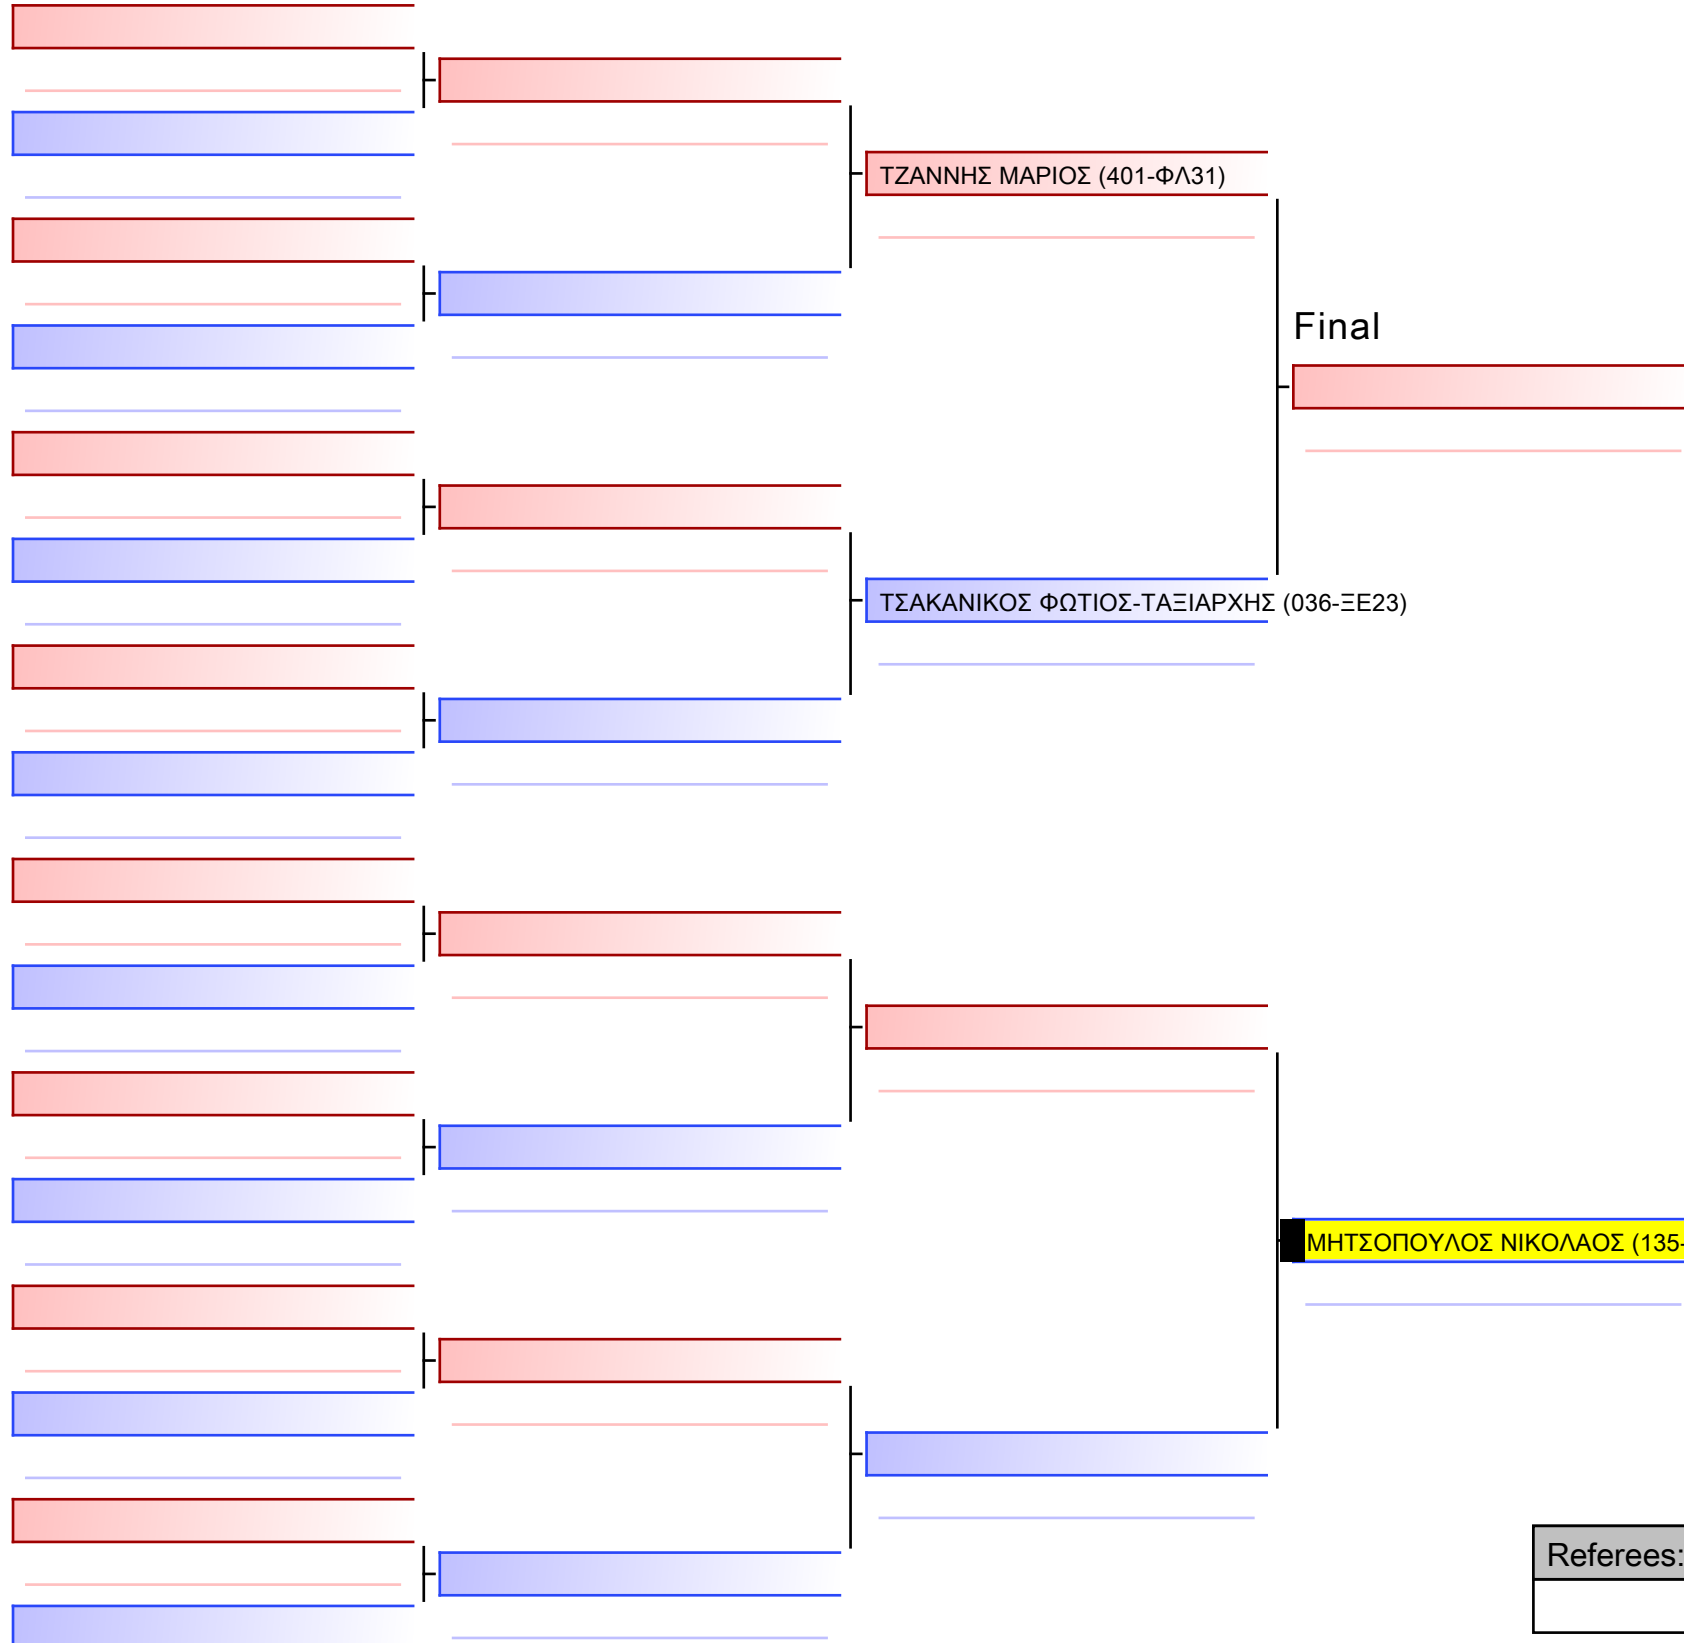 ΤΖΑΝΝΗΣ ΜΑΡΙΟΣ (401-ΦΛ31)
Final
ΤΣΑΚΑΝΙΚΟΣ ΦΩΤΙΟΣ-ΤΑΞΙΑΡΧΗΣ (036-ΞΕ23)
ΜΗΤΣΟΠΟΥΛΟΣ ΝΙΚΟΛΑΟΣ (135-
Referees: